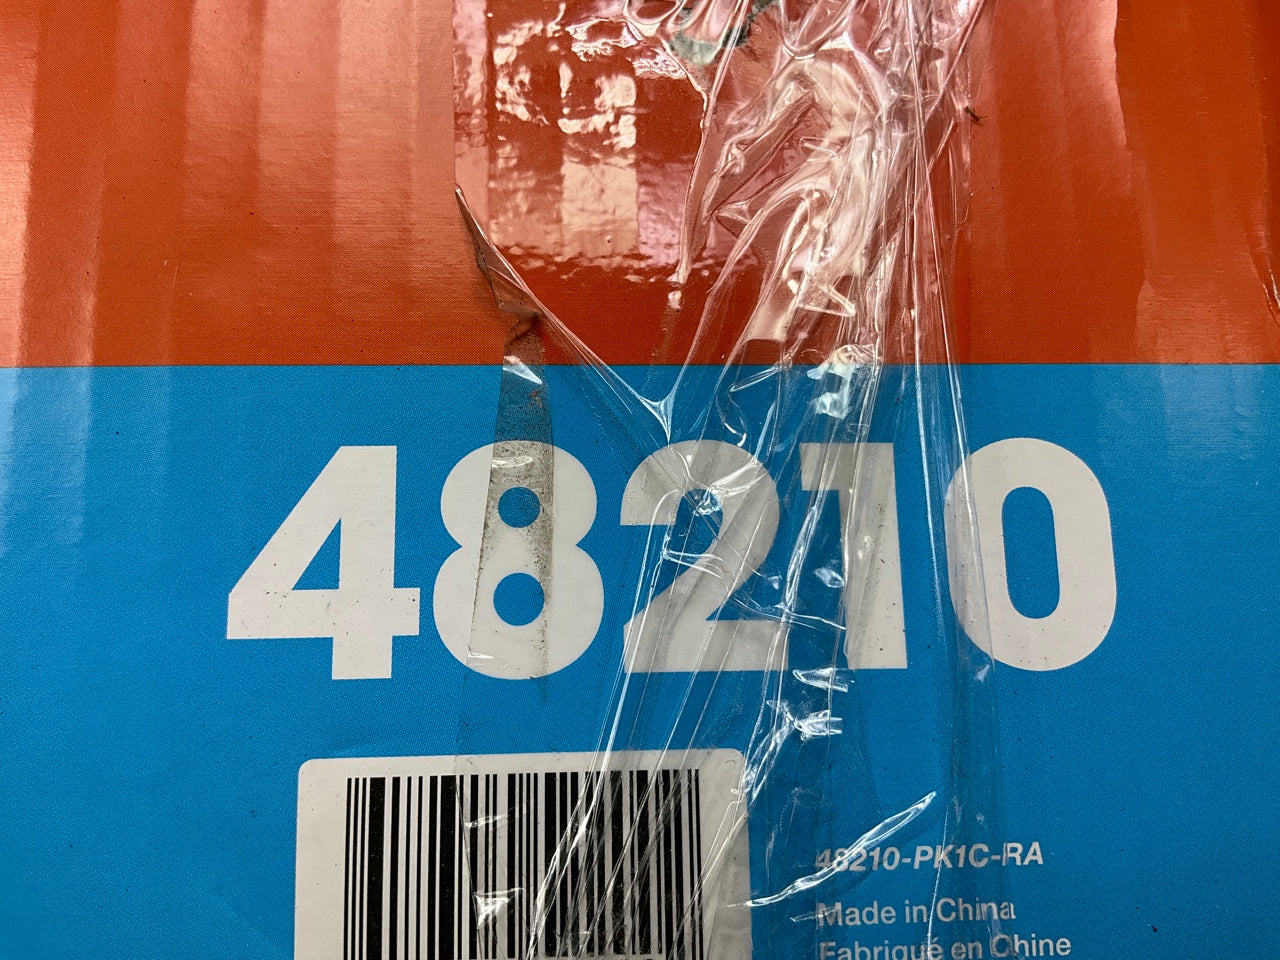 48210
48210-PK1C-RA
Made in China
Fabriqué en Chine